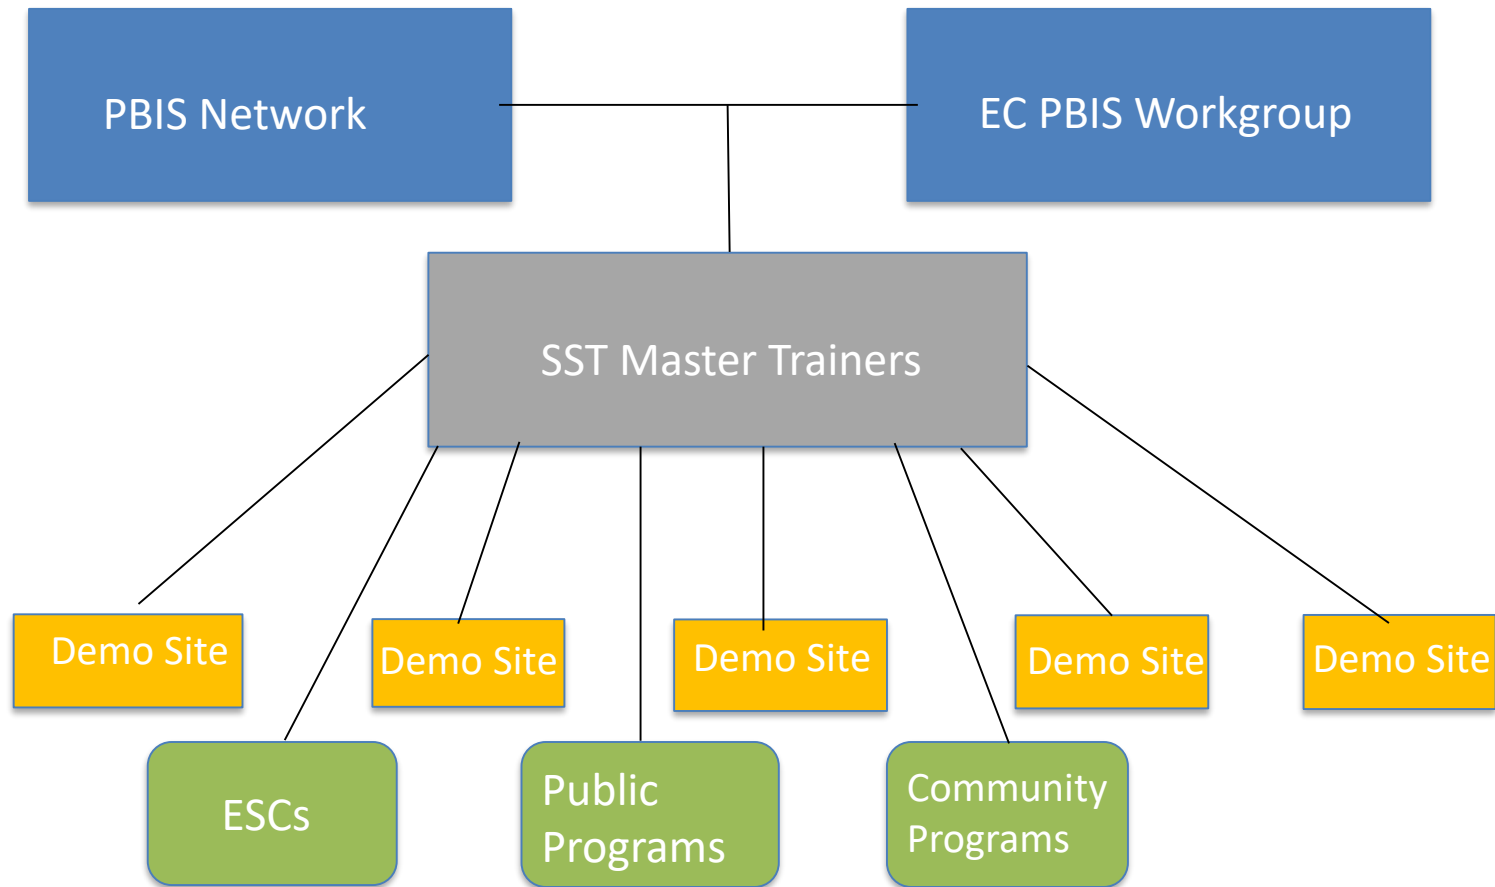 PBIS Network
EC PBIS Workgroup
SST Master Trainers
Demo Site
Demo Site
Demo Site
Demo Site
Demo Site
ESCs
Public
Programs
Community
Programs